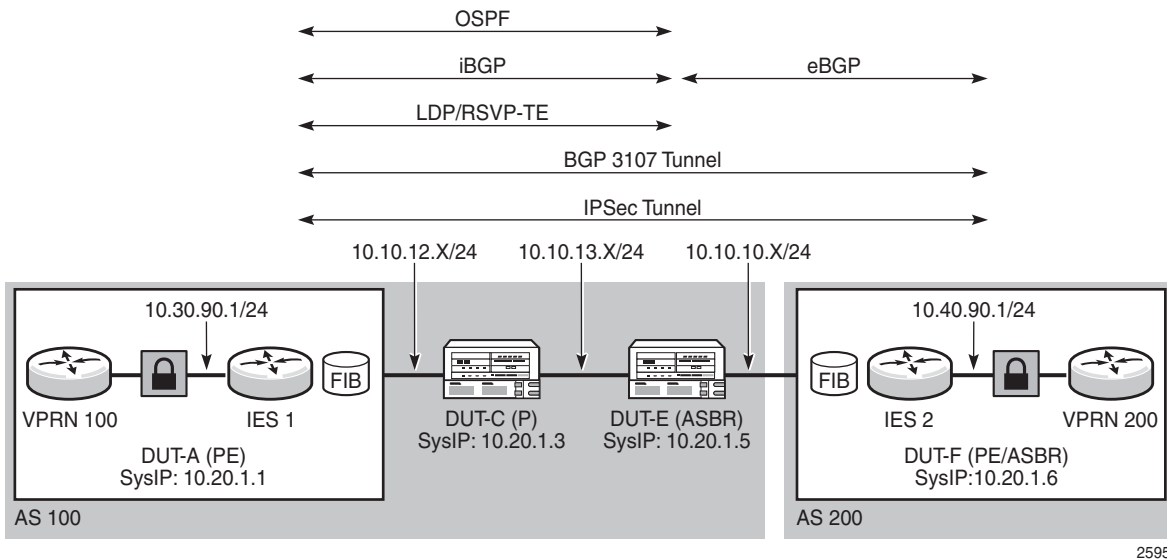 OSPF
iBGP
eBGP
LDP/RSVP-TE
BGP 3107 Tunnel
IPSec Tunnel
10.10.12.X/24
10.10.13.X/24
10.10.10.X/24
10.30.90.1/24
10.40.90.1/24
FIB
FIB
VPRN 100
IES 1
DUT-C (P)
SysIP: 10.20.1.3
DUT-E (ASBR)
SysIP: 10.20.1.5
IES 2
VPRN 200
DUT-A (PE)
SysIP: 10.20.1.1
DUT-F (PE/ASBR)
SysIP:10.20.1.6
AS 100
AS 200
2595